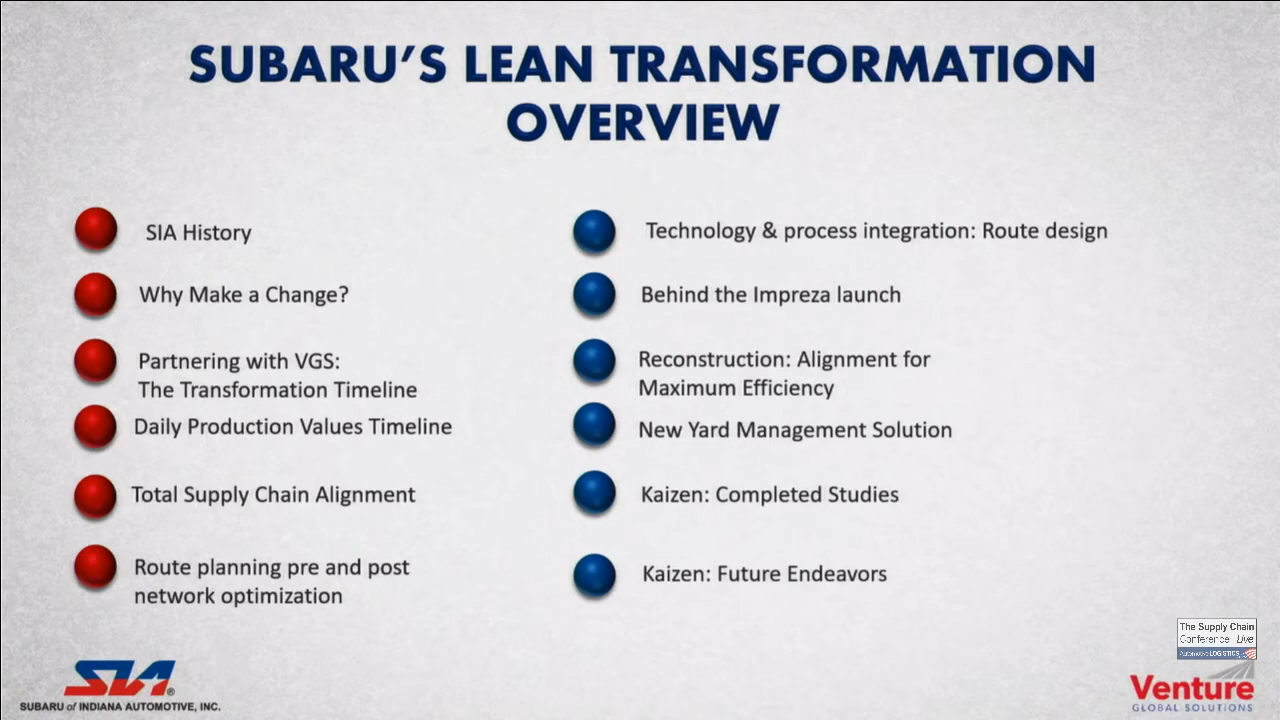 SUBARU'S LEAN TRANSFORMATION
OVERVIEW
SIA History
Why Make a Change?
Partnering with VGS:
The Transformation Timeline
Daily Production Values Timeline
Total Supply Chain Alignment
Route planning pre and post
network optimization
Technology & process integration: Route design
Behind the Impreza launch
Reconstruction: Alignment for
Maximum Efficiency
New Yard Management Solution
Kaizen: Completed Studies
Kaizen: Future Endeavors
SIA®
SUBARU of INDIANA AUTOMOTIVE, INC.
The Supply Chain
Conference Live
Automotive LOGISTICS
Venture
GLOBAL SOLUTIONS